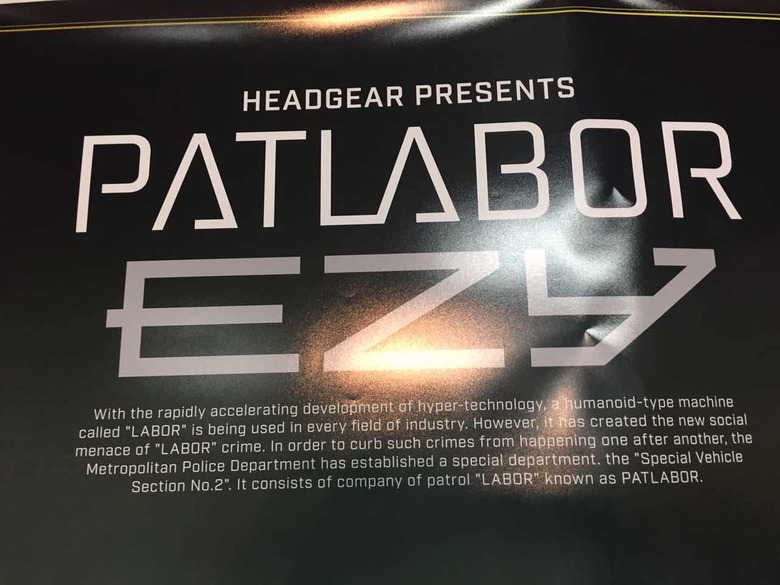 HEADGEAR PRESENTS
PATLABOR
EZY
With the rapidly accelerating development of hyper-technology, a humanoid-type machine
called "LABOR" is being used in every field of industry. However, it has created the new social
menace of "LABOR" crime. In order to curb such crimes from happening one after another, the
Metropolitan Police Department has established a special department. the "Special Vehicle
Section No.2". It consists of company of patrol "LABOR" known as PATLABOR.